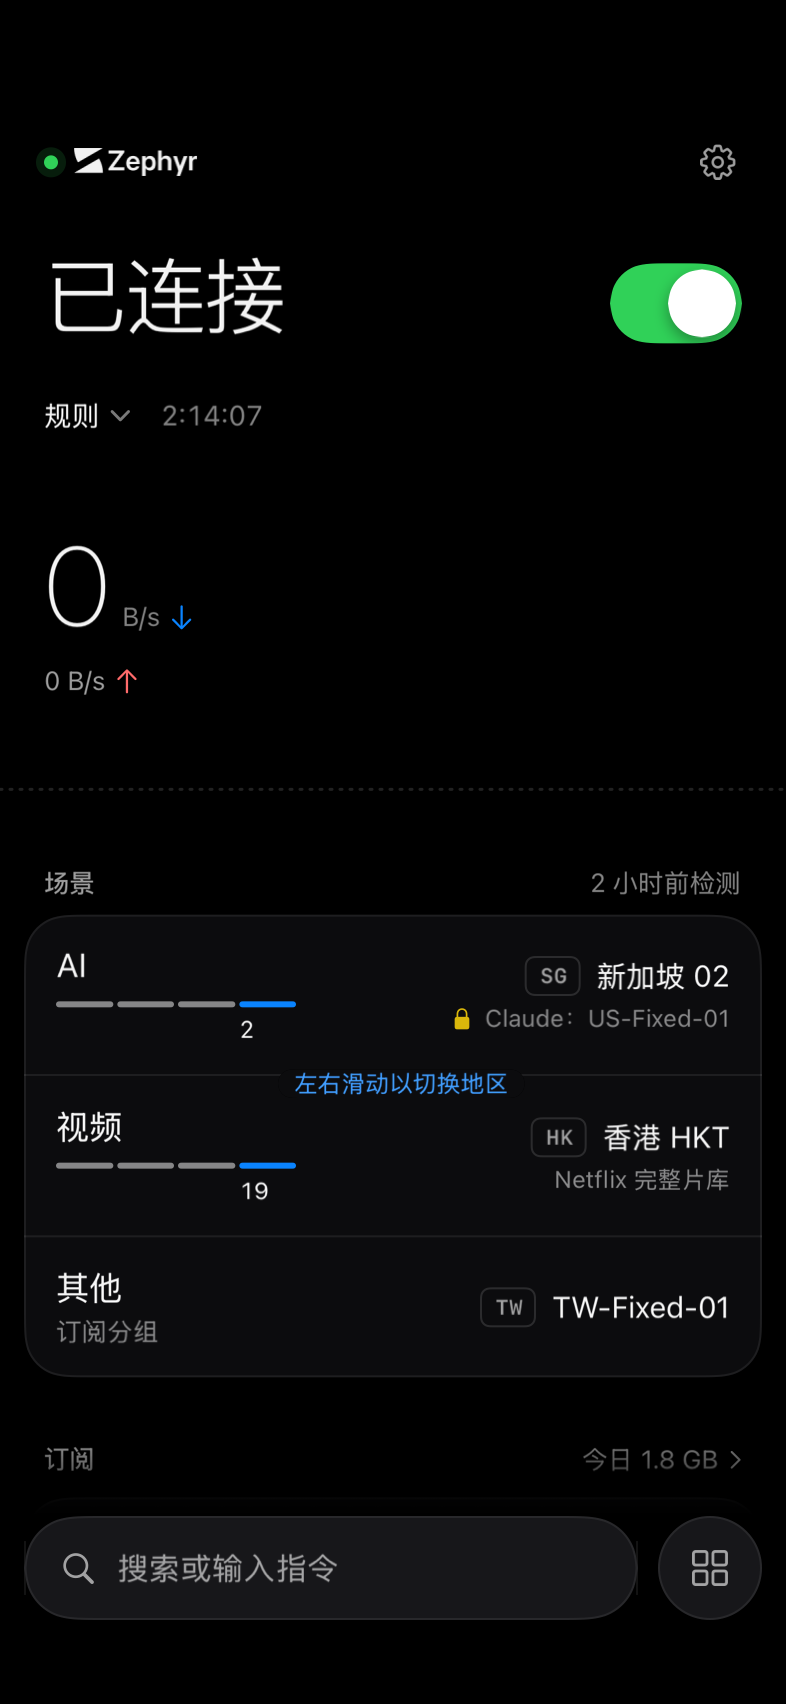 Zephyr
已连接
规则 2:14:07
0 B/s ↓
0 B/s ↑
场景 2 小时前检测
AI SG 新加坡 02
Claude: US-Fixed-01
2
左右滑动以切换地区
视频 HK 香港 HKT
Netflix 完整片库
19
其他 TW TW-Fixed-01
订阅分组
订阅 今日 1.8 GB
搜索或输入指令